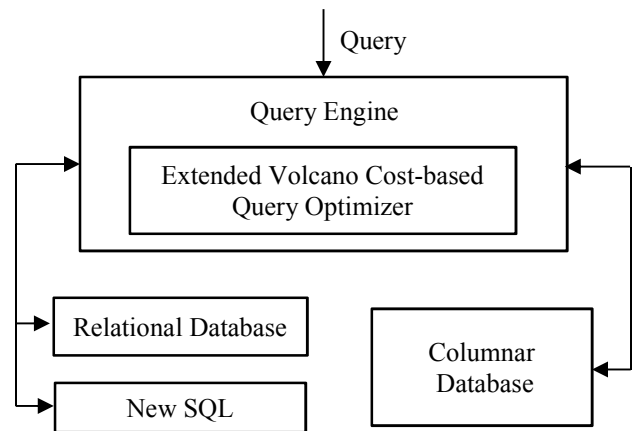 Query
Query Engine
Extended Volcano Cost-based
Query Optimizer
Relational Database
New SQL
Columnar
Database